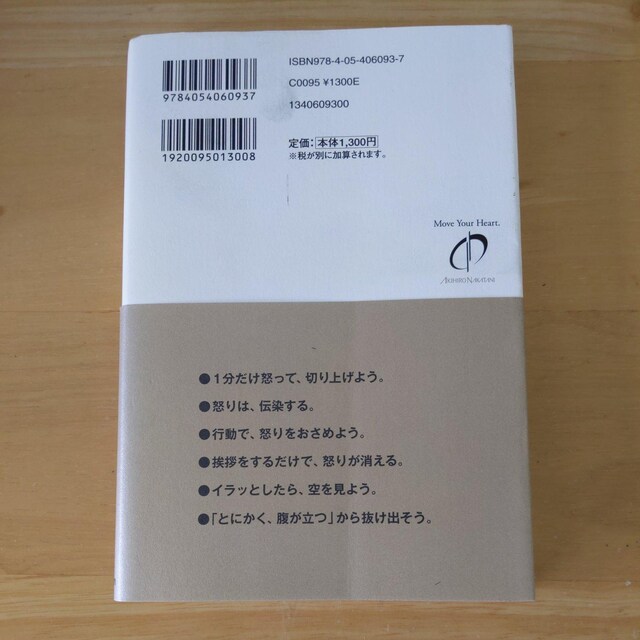 ISBN978-4-05-406093-7
9784054060937
C0095 ¥1300E
1340609300
1920095013008
定価：本体1,300円
※税が別に加算されます。
Move Your Heart.
AKIHIRO NAKATANI
●1分だけ怒って、切り上げよう。
●怒りは、伝染する。
●行動で、怒りをおさめよう。
●挨拶をするだけで、怒りが消える。
●イラッとしたら、空を見よう。
●「とにかく、腹が立つ」から抜け出そう。